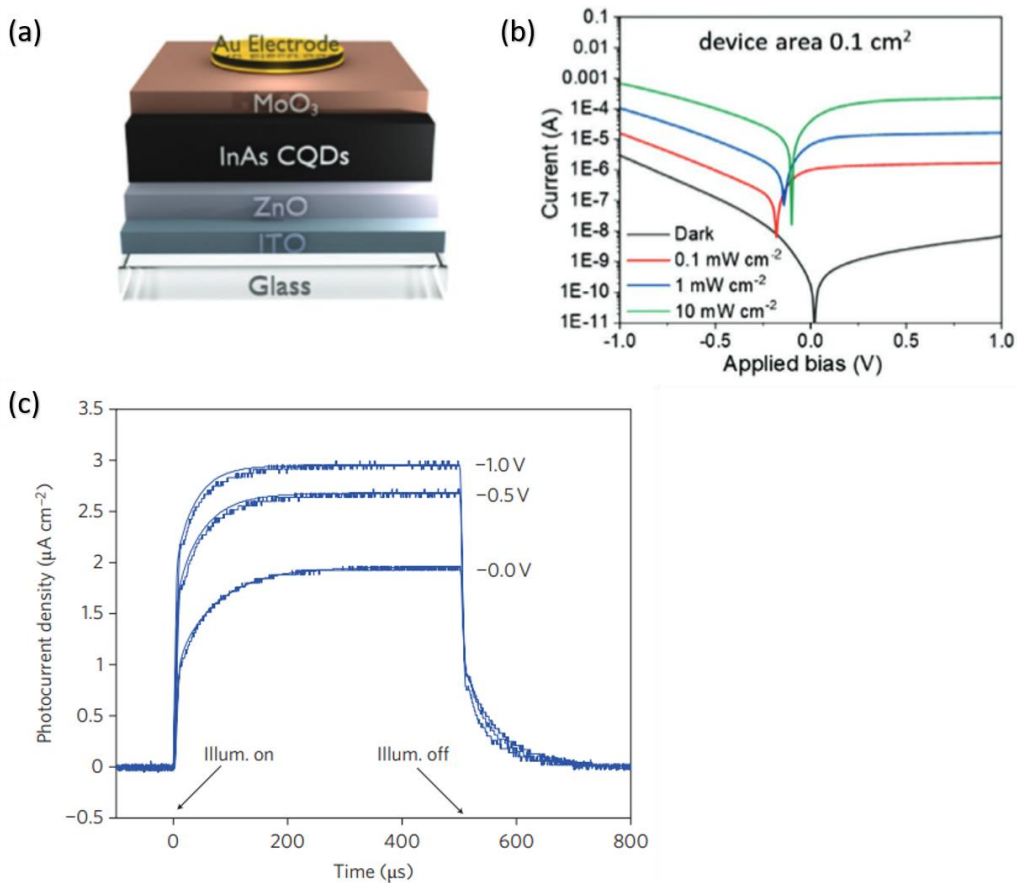 (a)
Au Electrode
MoO₃
InAs CQDs
ZnO
ITO
Glass
(b)
device area 0.1 cm²
0.1
0.01
0.001
1E-4
1E-5
1E-6
1E-7
1E-8
1E-9
1E-10
1E-11
Current (A)
Dark
0.1 mW cm⁻²
1 mW cm⁻²
10 mW cm⁻²
-1.0 -0.5 0.0 0.5 1.0
Applied bias (V)
(c)
3.5
3
2.5
2
1.5
1
0.5
0
−0.5
Photocurrent density (μA cm⁻²)
−1.0 V
−0.5 V
−0.0 V
Illum. on
Illum. off
0 200 400 600 800
Time (μs)